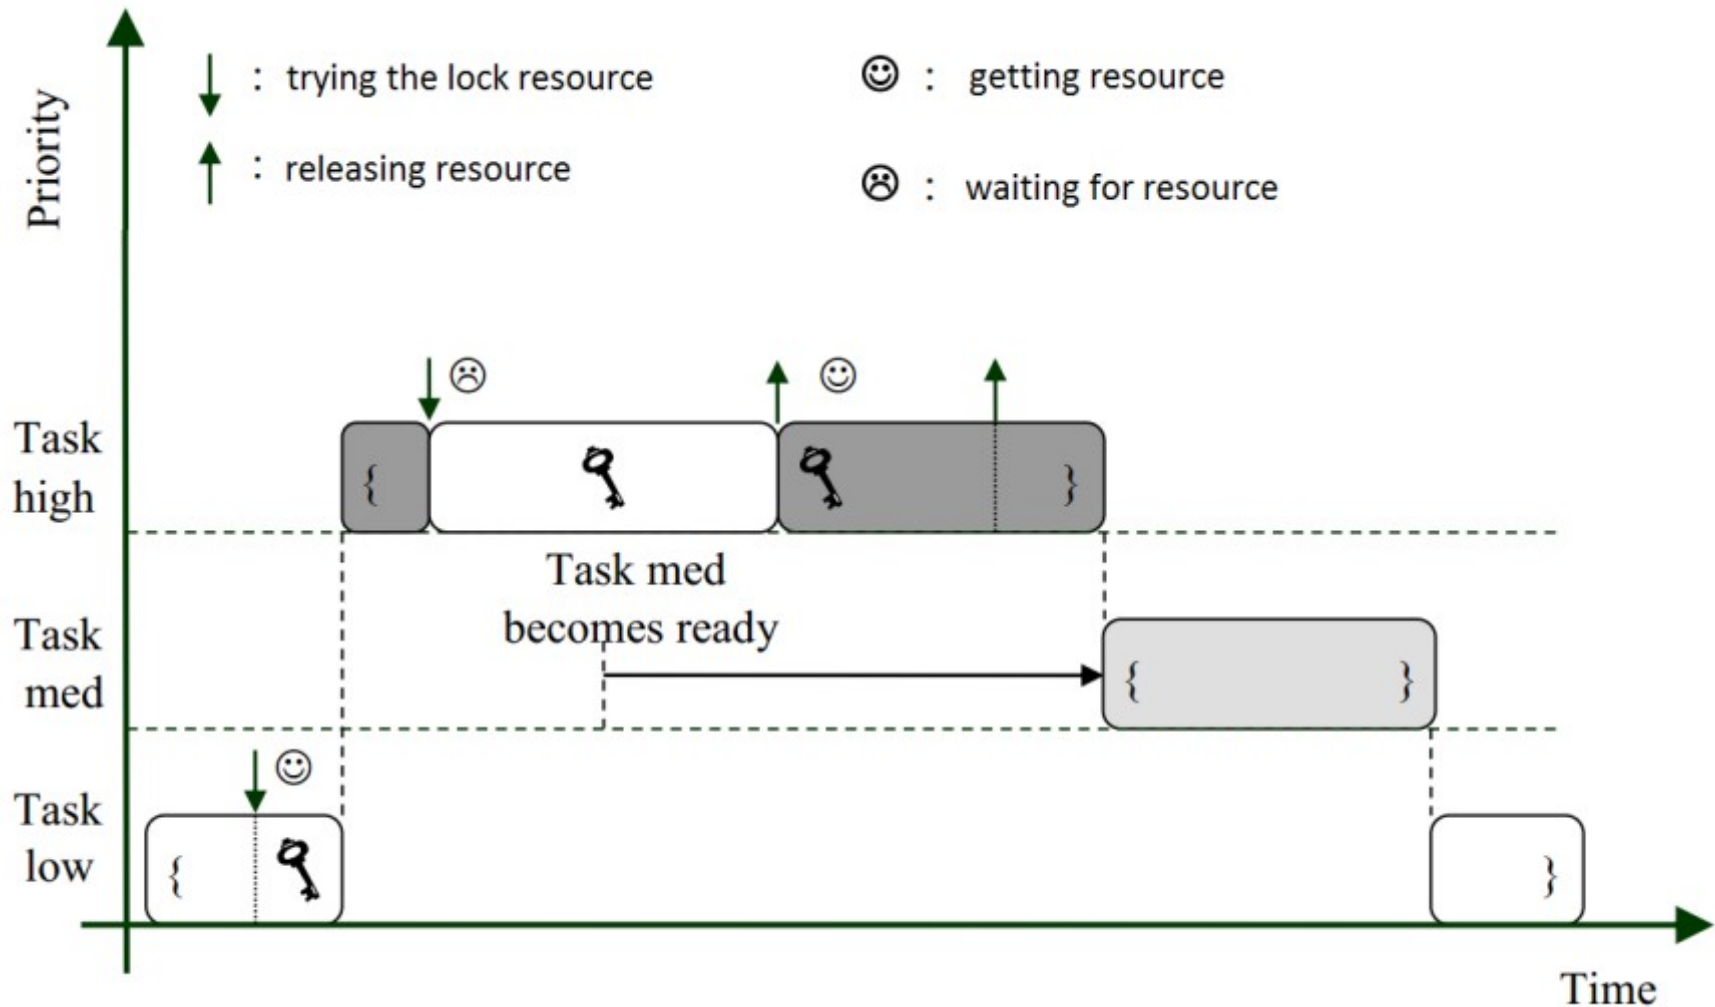 Priority
: trying the lock resource
: getting resource
: releasing resource
: waiting for resource
Task
high
{
}
Task med
becomes ready
Task
med
{
}
Task
low
{
}
Time